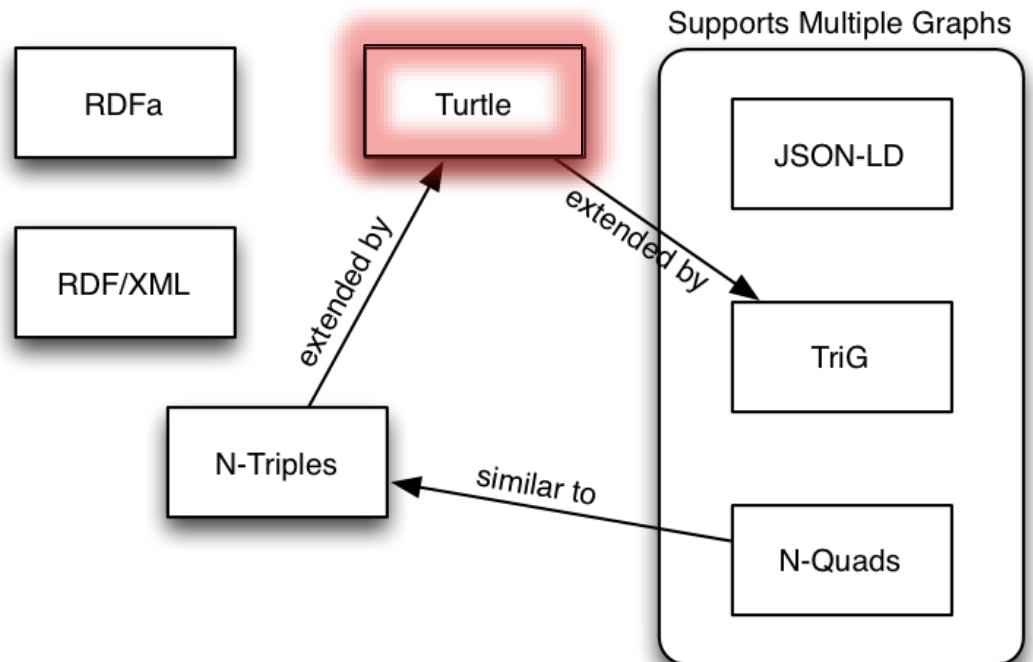 Supports Multiple Graphs
RDFa
Turtle
JSON-LD
extended by
RDF/XML
extended by
TriG
N-Triples
similar to
N-Quads